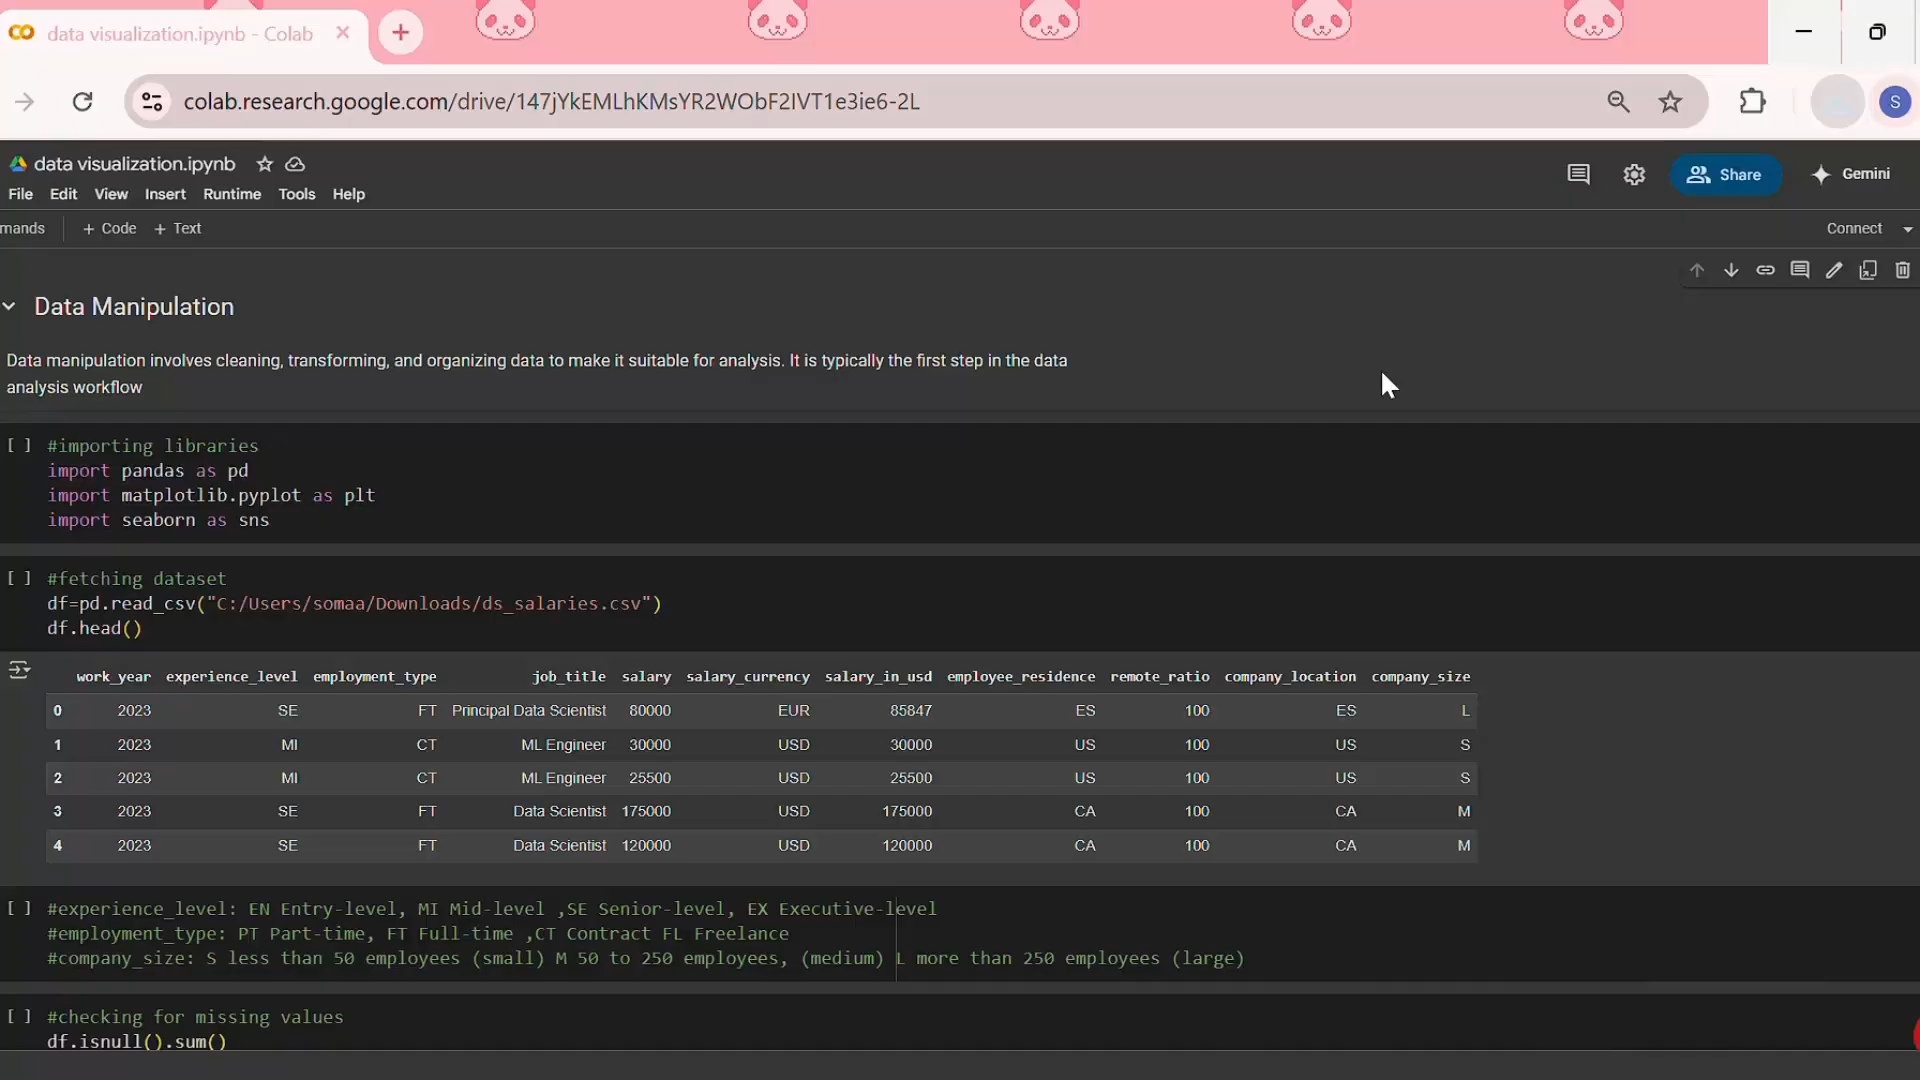 data visualization.ipynb - Colab
colab.research.google.com/drive/147jYkEMLhKMsYR2WObF2IVT1e3ie6-2L
S
data visualization.ipynb
Share
Gemini
File Edit View Insert Runtime Tools Help
mands + Code + Text
Connect
Data Manipulation
Data manipulation involves cleaning, transforming, and organizing data to make it suitable for analysis. It is typically the first step in the data
analysis workflow
[ ] #importing libraries
import pandas as pd
import matplotlib.pyplot as plt
import seaborn as sns
[ ] #fetching dataset
df=pd.read_csv("C:/Users/somaa/Downloads/ds_salaries.csv")
df.head()
work_year experience_level employment_type job_title salary salary_currency salary_in_usd employee_residence remote_ratio company_location company_size
0 2023 SE FT Principal Data Scientist 80000 EUR 85847 ES 100 ES L
1 2023 MI CT ML Engineer 30000 USD 30000 US 100 US S
2 2023 MI CT ML Engineer 25500 USD 25500 US 100 US S
3 2023 SE FT Data Scientist 175000 USD 175000 CA 100 CA M
4 2023 SE FT Data Scientist 120000 USD 120000 CA 100 CA M
[ ] #experience_level: EN Entry-level, MI Mid-level ,SE Senior-level, EX Executive-level
#employment_type: PT Part-time, FT Full-time ,CT Contract FL Freelance
#company_size: S less than 50 employees (small) M 50 to 250 employees, (medium) L more than 250 employees (large)
[ ] #checking for missing values
df.isnull().sum()